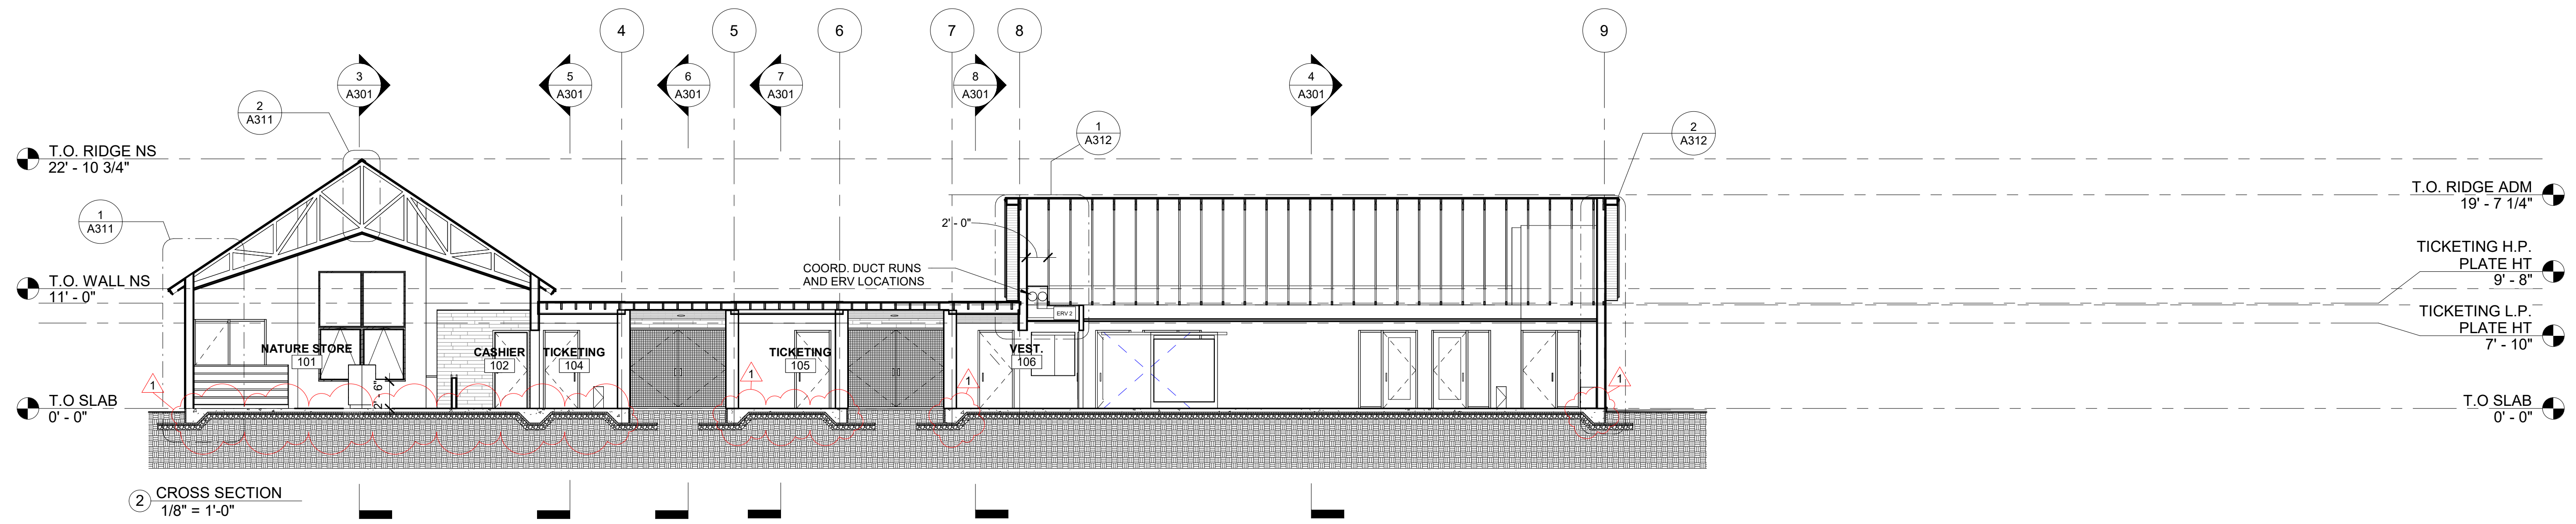 4
5
6
7
8
9
3
A301
5
A301
6
A301
7
A301
8
A301
4
A301
2
A311
1
A312
2
A312
T.O. RIDGE NS
22' - 10 3/4"
T.O. RIDGE ADM
19' - 7 1/4"
1
A311
2' - 0"
COORD. DUCT RUNS
AND ERV LOCATIONS
TICKETING H.P.
PLATE HT
9' - 8"
T.O. WALL NS
11' - 0"
ERV 2
TICKETING L.P.
PLATE HT
7' - 10"
NATURE STORE
101
CASHIER
102
TICKETING
104
TICKETING
105
VEST.
106
2' - 6"
1
1
1
1
T.O SLAB
0' - 0"
T.O SLAB
0' - 0"
2
CROSS SECTION
1/8" = 1'-0"